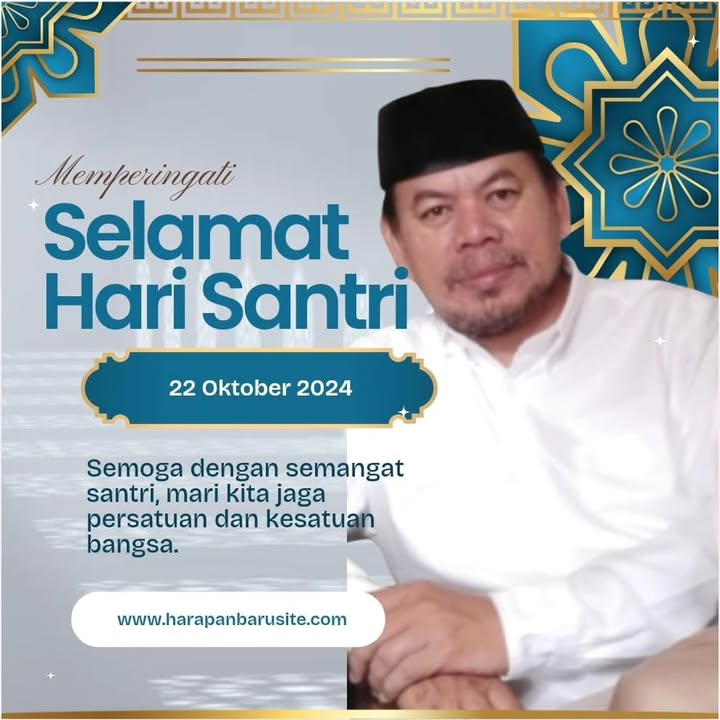 Memperingati
Selamat
Hari Santri
22 Oktober 2024
Semoga dengan semangat
santri, mari kita jaga
persatuan dan kesatuan
bangsa.
www.harapanbarusite.com